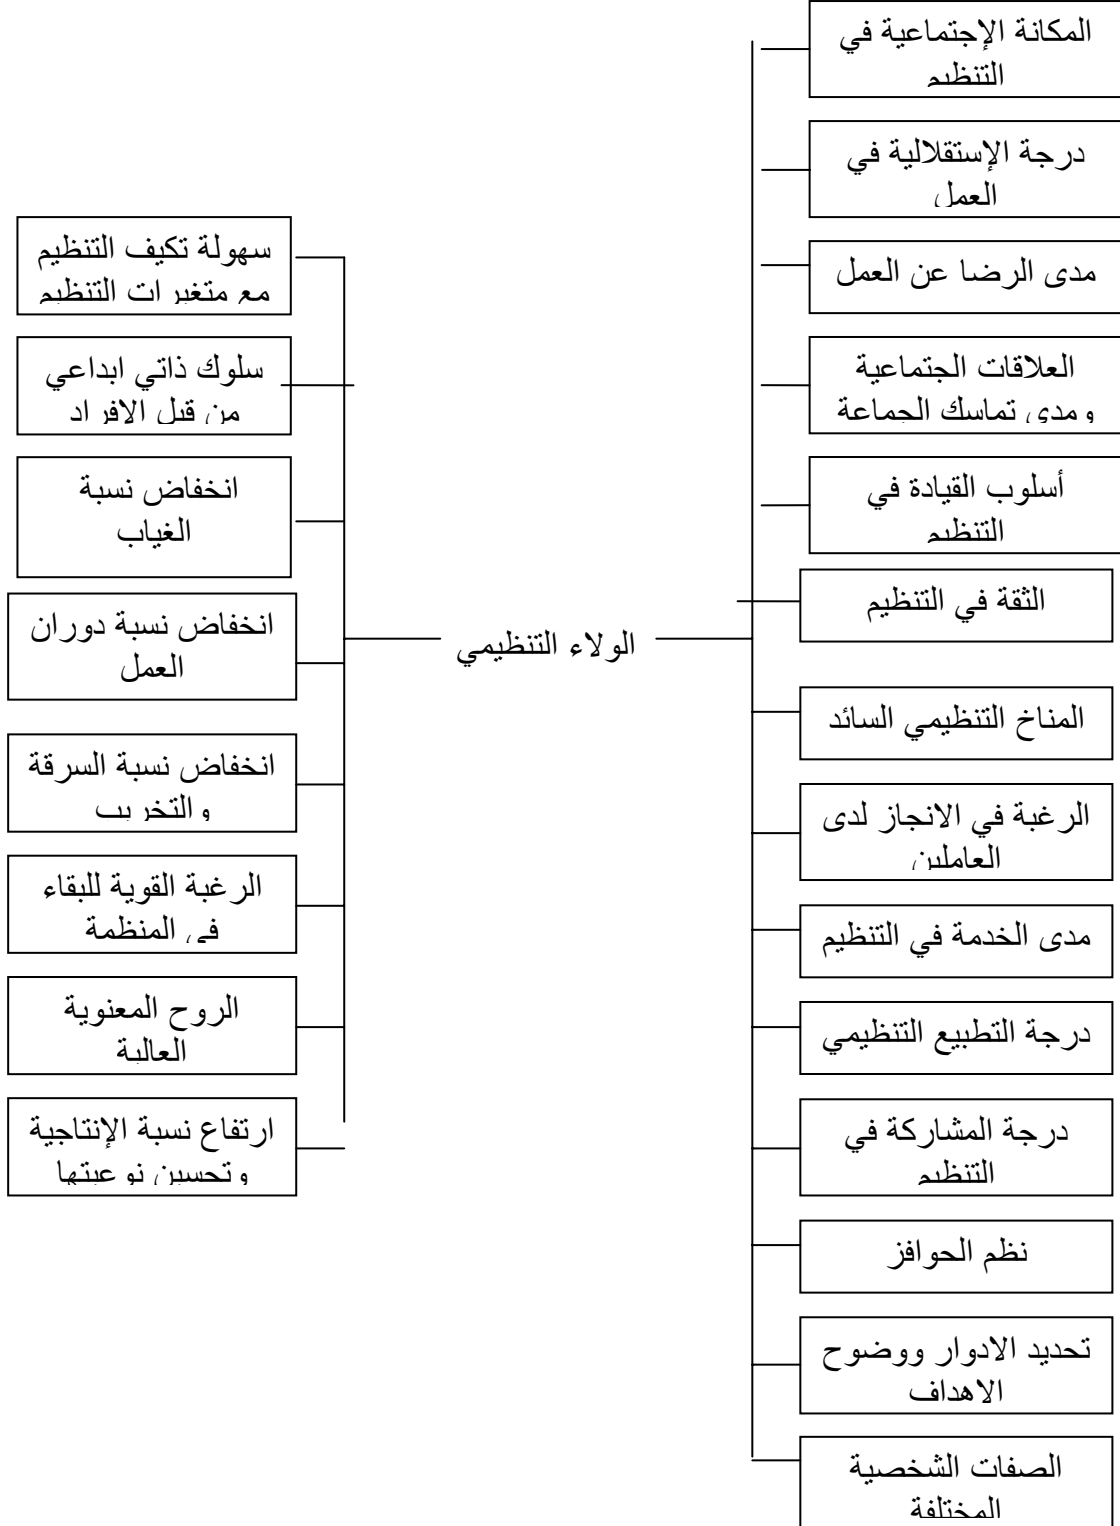 المكانة الإجتماعية في
التنظيم
درجة الإستقلالية في
العمل
مدى الرضا عن العمل
العلاقات الجتماعية
ومدى تماسك الجماعة
أسلوب القيادة في
التنظيم
الثقة في التنظيم
المناخ التنظيمي السائد
الرغبة في الانجاز لدى
العاملين
مدى الخدمة في التنظيم
درجة التطبيع التنظيمي
درجة المشاركة في
التنظيم
نظم الحوافز
تحديد الادوار ووضوح
الاهداف
الصفات الشخصية
المختلفة
الولاء التنظيمي
سهولة تكيف التنظيم
مع متغيرات التنظيم
سلوك ذاتي ابداعي
من قبل الافراد
انخفاض نسبة
الغياب
انخفاض نسبة دوران
العمل
انخفاض نسبة السرقة
والتخريب
الرغبة القوية للبقاء
في المنظمة
الروح المعنوية
العالية
ارتفاع نسبة الإنتاجية
وتحسين نوعيتها